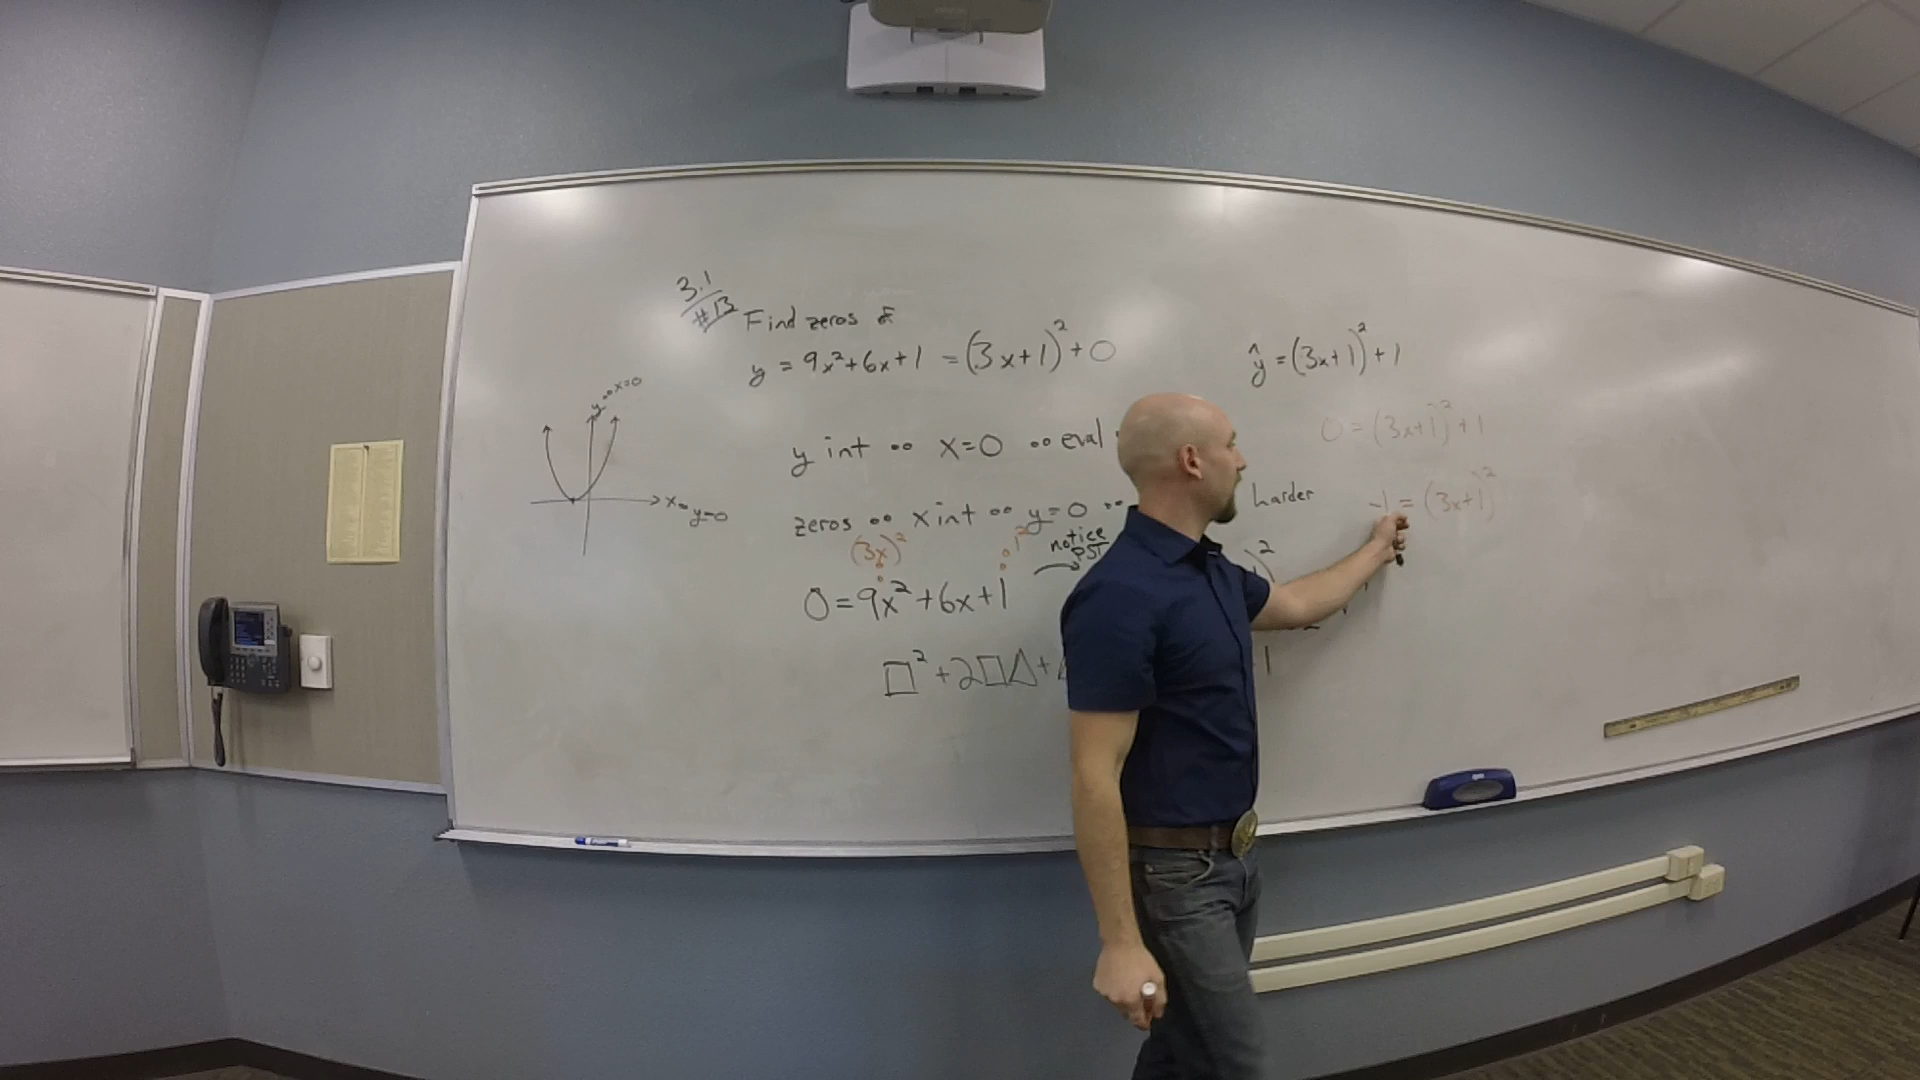 3.1
#13
Find zeros of
y = 9x² + 6x + 1 = (3x+1)² + 0
y int x=0 eval
zeros x int y=0 harder
(3x)² 1²
notice
PST
0 = 9x² + 6x + 1
□² + 2□△ +
y x=0
x y=0
ŷ = (3x+1)² + 1
0 = (3x+1)² + 1
-1 = (3x+1)²